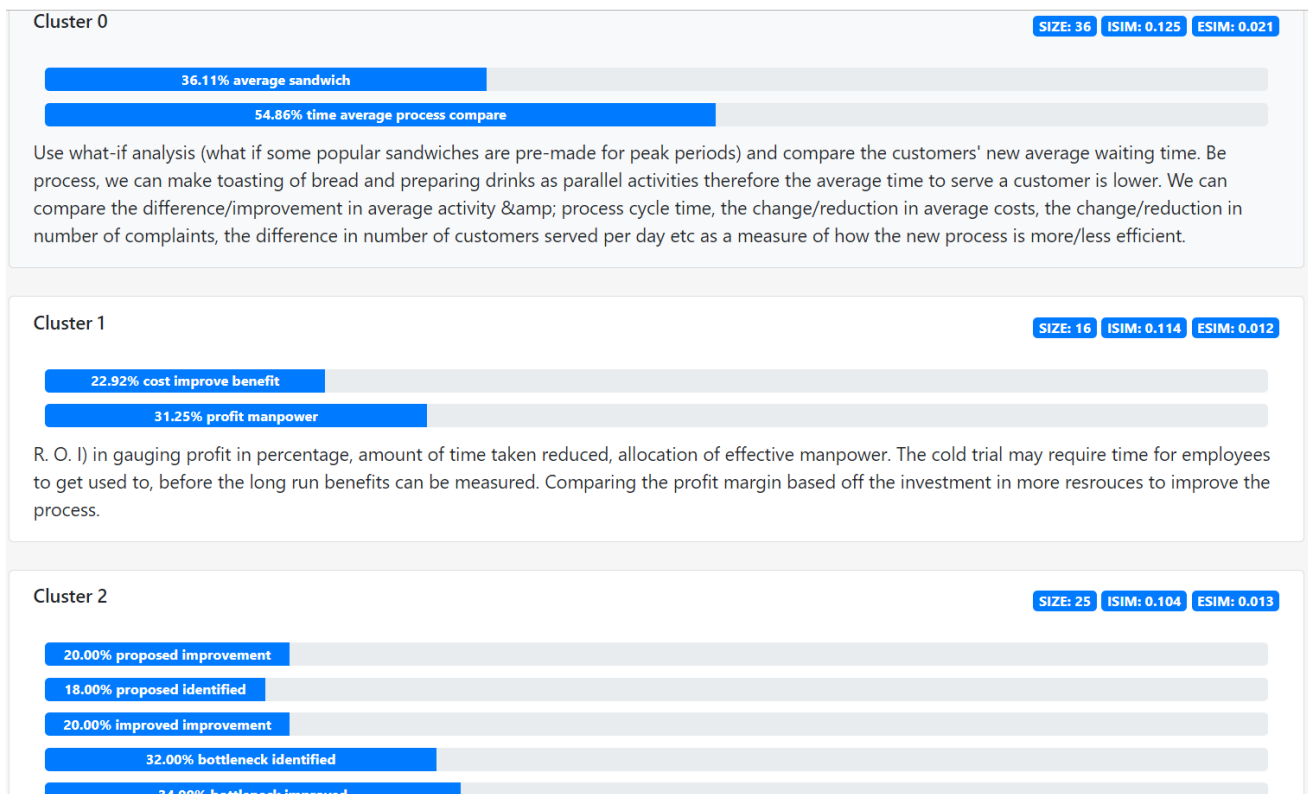 Cluster 0
SIZE: 36 ISIM: 0.125 ESIM: 0.021
36.11% average sandwich
54.86% time average process compare
Use what-if analysis (what if some popular sandwiches are pre-made for peak periods) and compare the customers' new average waiting time. Be
process, we can make toasting of bread and preparing drinks as parallel activities therefore the average time to serve a customer is lower. We can
compare the difference/improvement in average activity &amp; process cycle time, the change/reduction in average costs, the change/reduction in
number of complaints, the difference in number of customers served per day etc as a measure of how the new process is more/less efficient.
Cluster 1
SIZE: 16 ISIM: 0.114 ESIM: 0.012
22.92% cost improve benefit
31.25% profit manpower
R. O. I) in gauging profit in percentage, amount of time taken reduced, allocation of effective manpower. The cold trial may require time for employees
to get used to, before the long run benefits can be measured. Comparing the profit margin based off the investment in more resrouces to improve the
process.
Cluster 2
SIZE: 25 ISIM: 0.104 ESIM: 0.013
20.00% proposed improvement
18.00% proposed identified
20.00% improved improvement
32.00% bottleneck identified
34.00% bottleneck improved